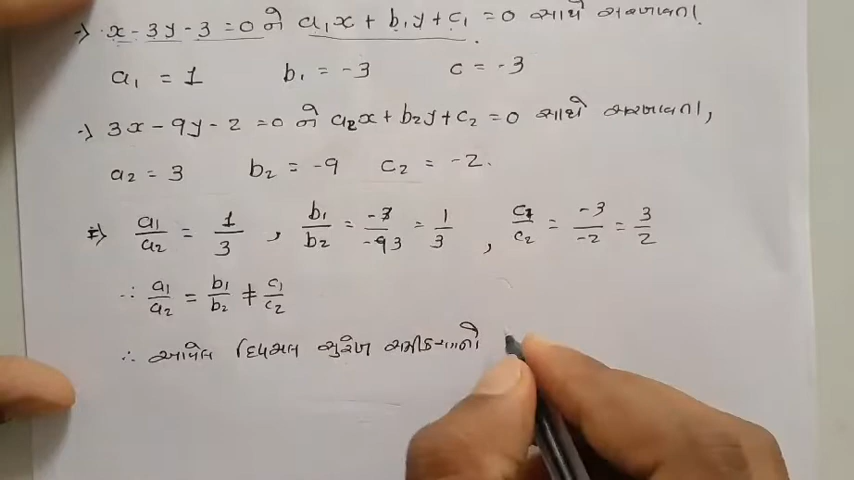 → x - 3y - 3 = 0 ને a₁x + b₁y + c₁ = 0 સાથે સરખાવતા.
a₁ = 1 b₁ = -3 c = -3
→ 3x - 9y - 2 = 0 ને a₂x + b₂y + c₂ = 0 સાથે સરખાવતા,
a₂ = 3 b₂ = -9 c₂ = -2.
⇒ a₁/a₂ = 1/3 , b₁/b₂ = -3/-9 3 = 1/3 , c₁/c₂ = -3/-2 = 3/2
∴ a₁/a₂ = b₁/b₂ ≠ c₁/c₂
∴ આપેલ દ્વિચલ સુરેખ સમીકરણનો